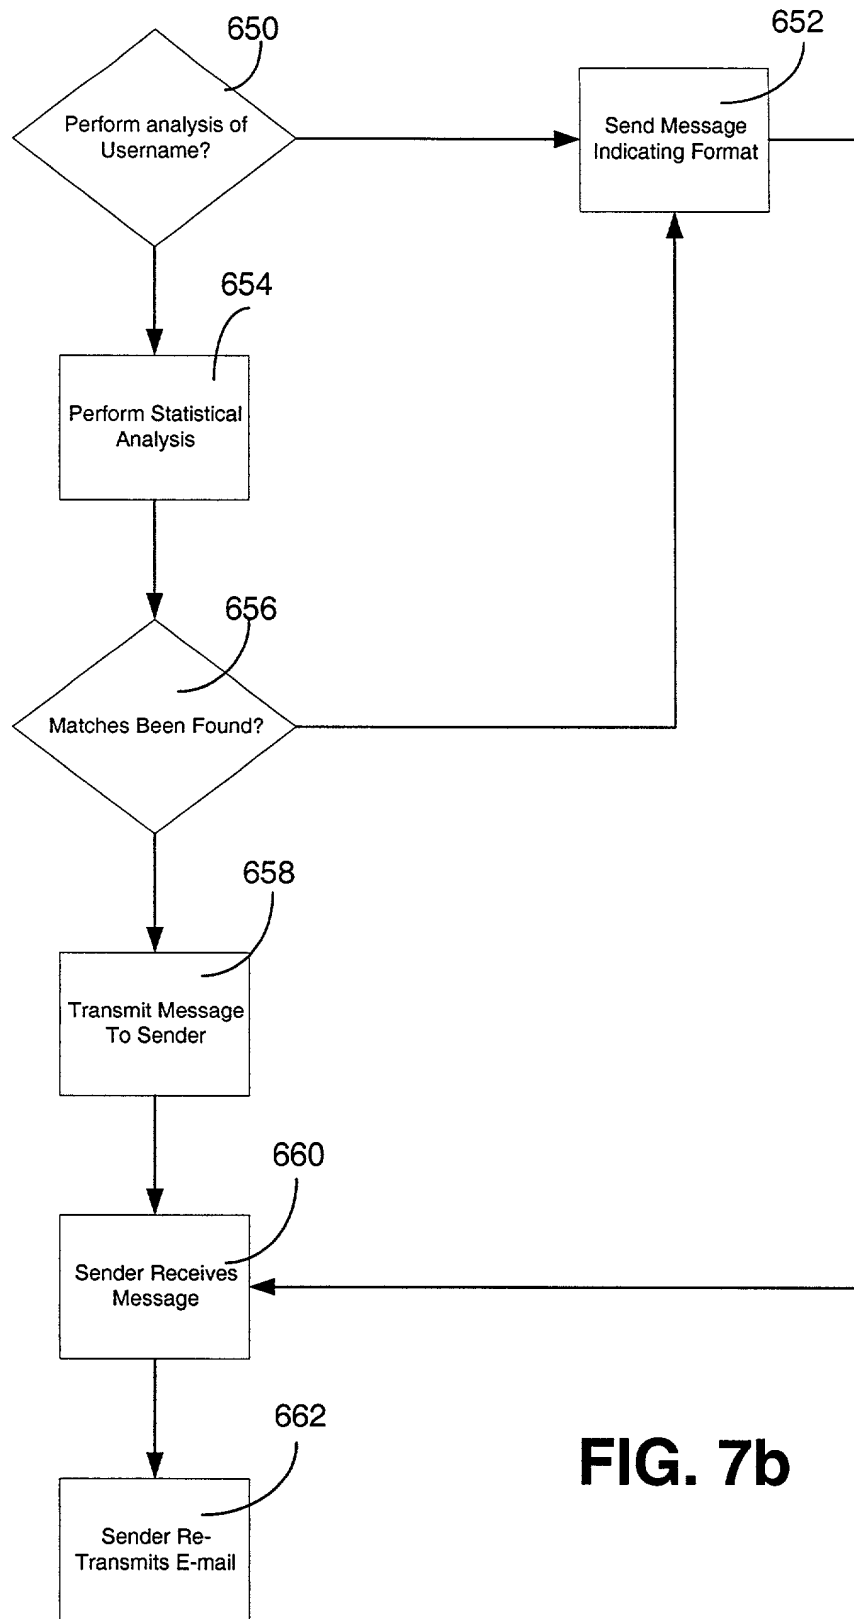 650
Perform analysis of
Username?
652
Send Message
Indicating Format
654
Perform Statistical
Analysis
656
Matches Been Found?
658
Transmit Message
To Sender
660
Sender Receives
Message
662
Sender Re-
Transmits E-mail
FIG. 7b